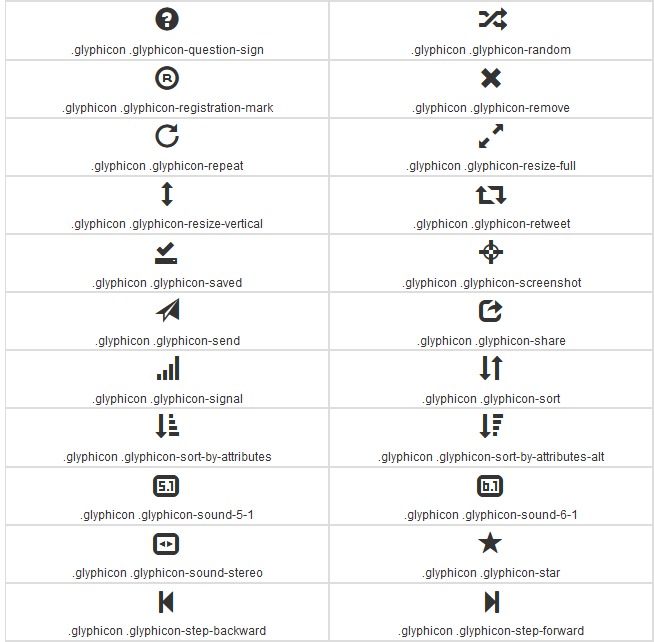 .glyphicon .glyphicon-question-sign
.glyphicon .glyphicon-random
R
.glyphicon .glyphicon-registration-mark
.glyphicon .glyphicon-remove
.glyphicon .glyphicon-repeat
.glyphicon .glyphicon-resize-full
.glyphicon .glyphicon-resize-vertical
.glyphicon .glyphicon-retweet
.glyphicon .glyphicon-saved
.glyphicon .glyphicon-screenshot
.glyphicon .glyphicon-send
.glyphicon .glyphicon-share
.glyphicon .glyphicon-signal
.glyphicon .glyphicon-sort
.glyphicon .glyphicon-sort-by-attributes
.glyphicon .glyphicon-sort-by-attributes-alt
5.1
6.1
.glyphicon .glyphicon-sound-5-1
.glyphicon .glyphicon-sound-6-1
.glyphicon .glyphicon-sound-stereo
.glyphicon .glyphicon-star
.glyphicon .glyphicon-step-backward
.glyphicon .glyphicon-step-forward